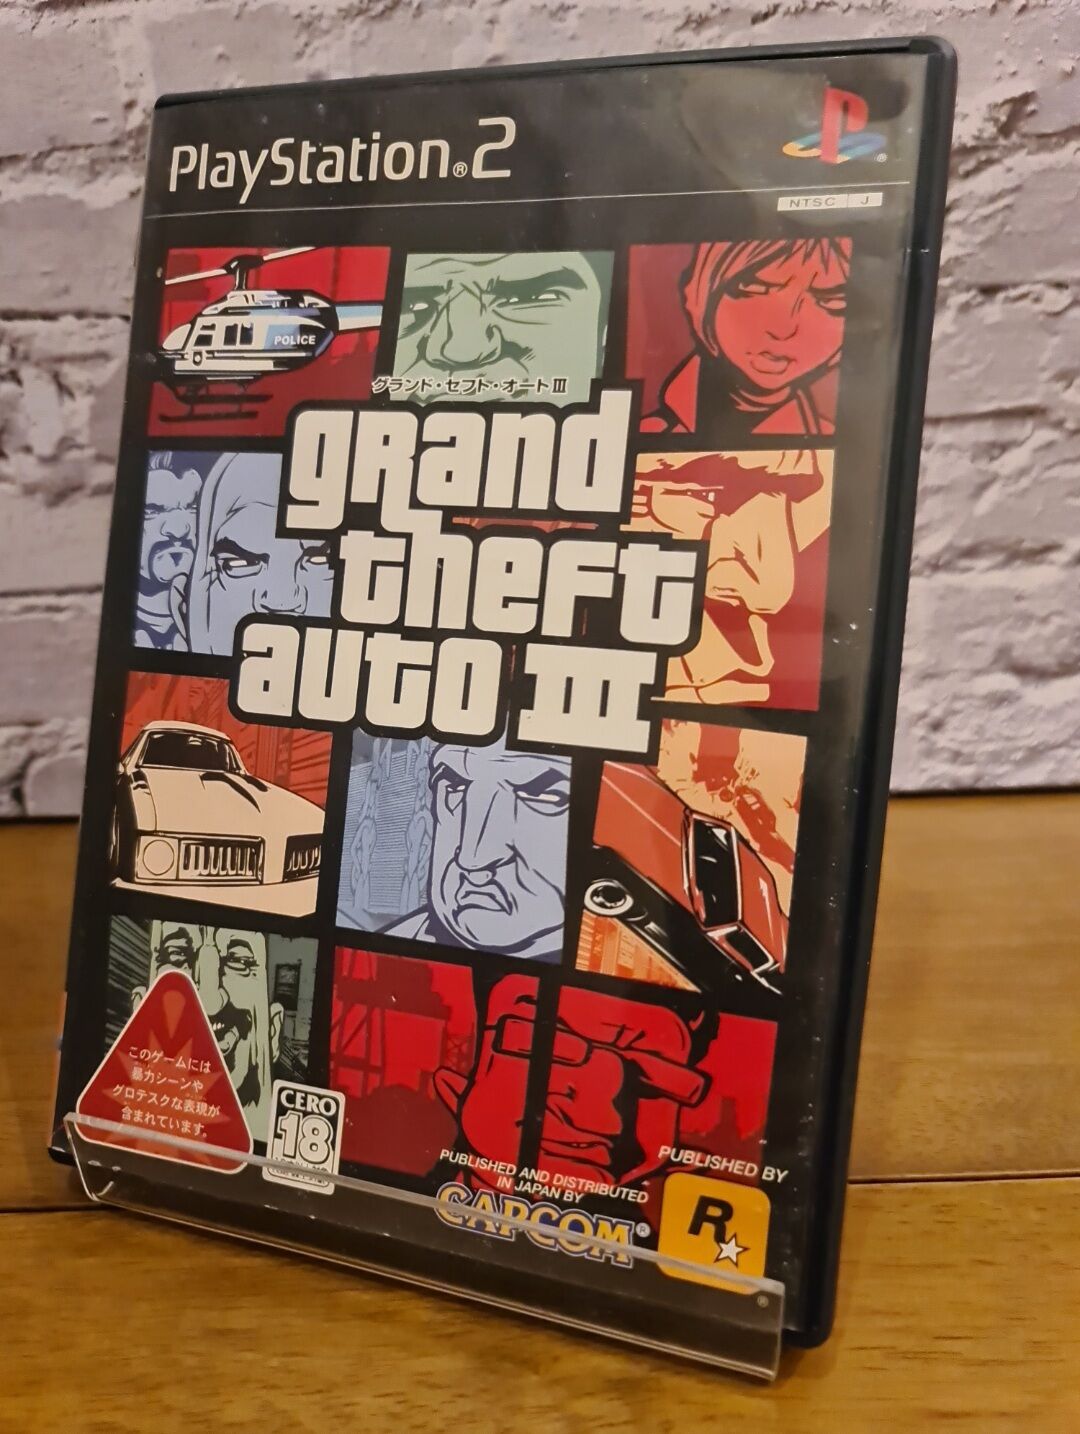 PlayStation®2
NTSC J
POLICE
グランド・セフト・オートⅢ
grand
theft
auto III
このゲームには
暴力シーンや
グロテスクな表現が
含まれています。
CERO
18
PUBLISHED AND DISTRIBUTED
IN JAPAN BY
CAPCOM®
PUBLISHED BY
R